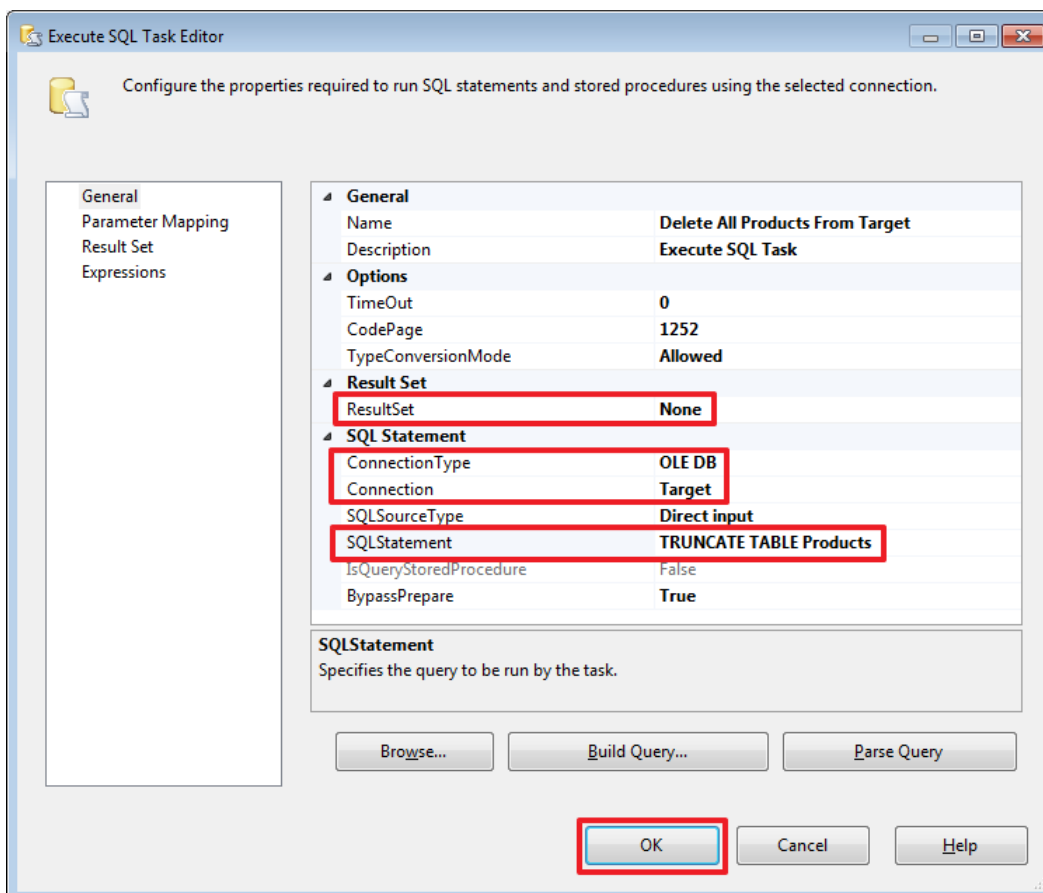 Execute SQL Task Editor
Configure the properties required to run SQL statements and stored procedures using the selected connection.
General
Parameter Mapping
Result Set
Expressions
General
Name Delete All Products From Target
Description Execute SQL Task
Options
TimeOut 0
CodePage 1252
TypeConversionMode Allowed
Result Set
ResultSet None
SQL Statement
ConnectionType OLE DB
Connection Target
SQLSourceType Direct input
SQLStatement TRUNCATE TABLE Products
IsQueryStoredProcedure False
BypassPrepare True
SQLStatement
Specifies the query to be run by the task.
Browse... Build Query... Parse Query
OK Cancel Help